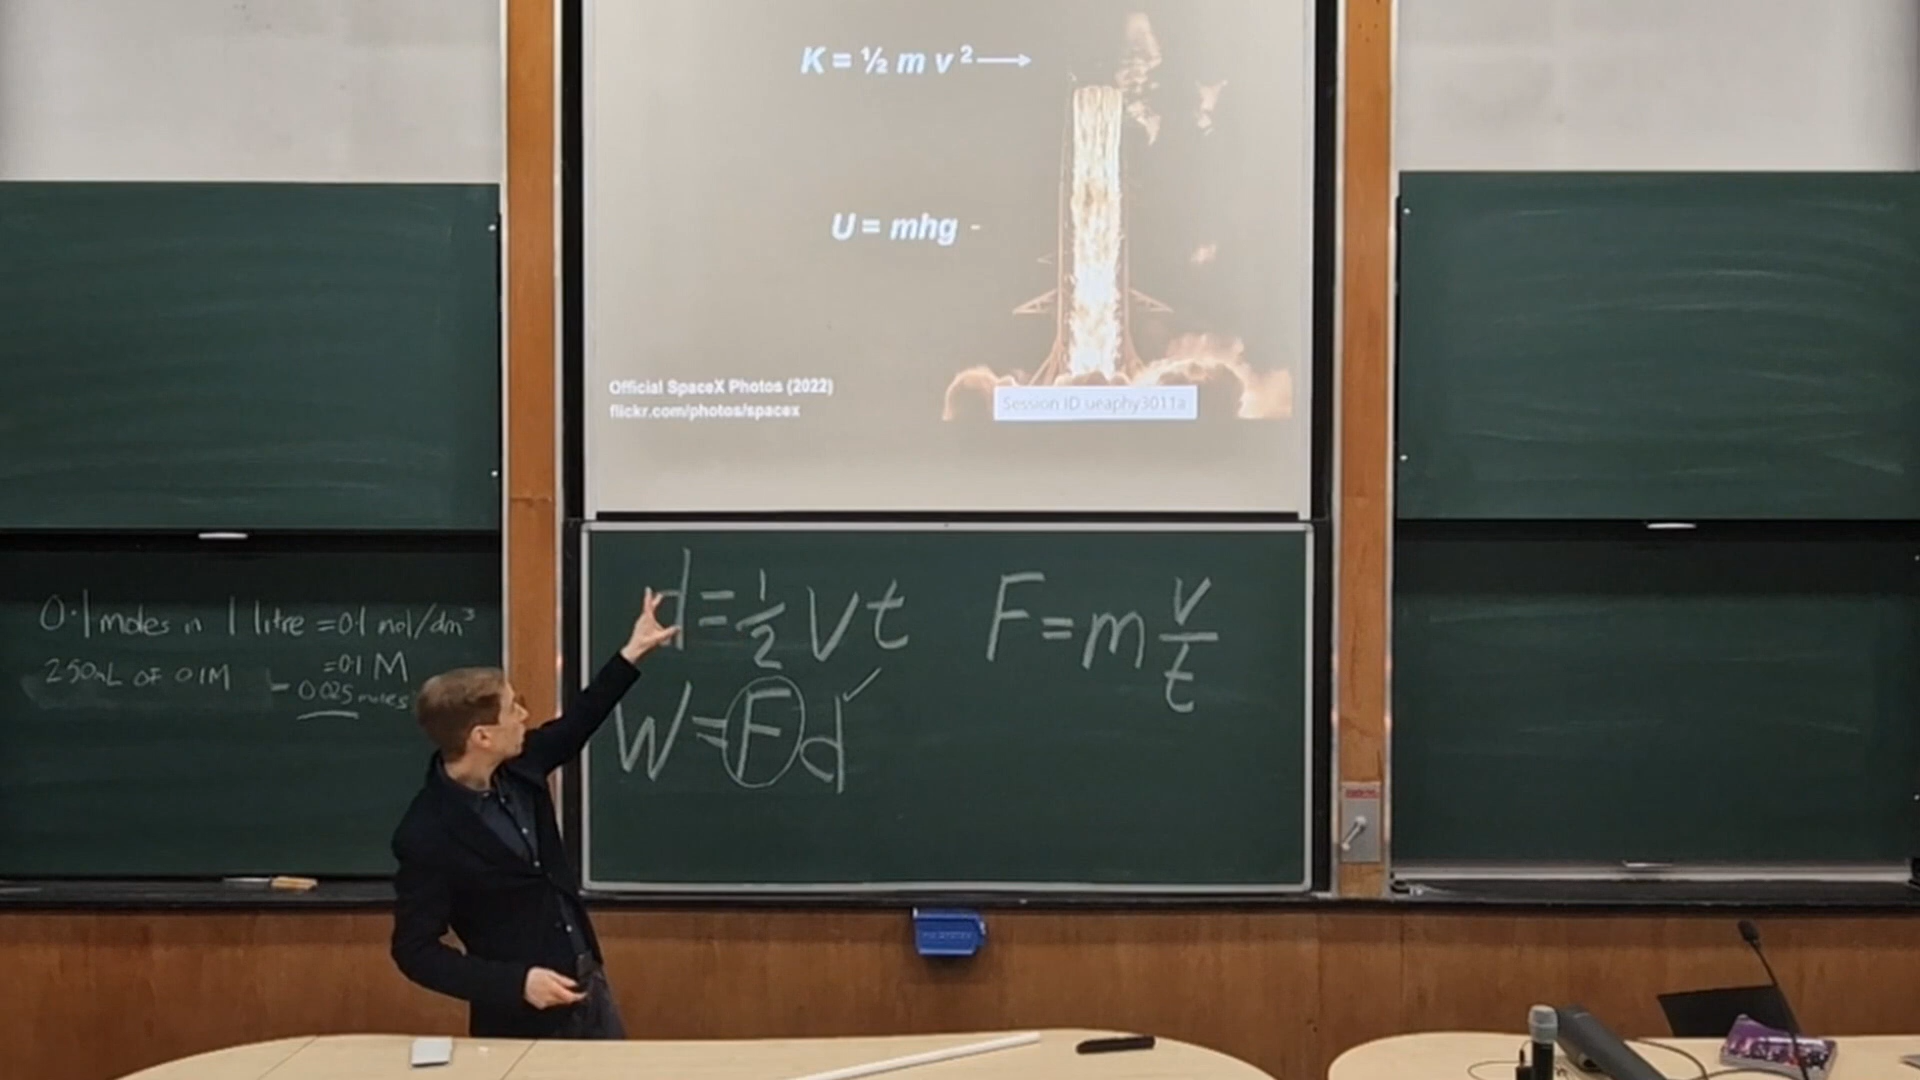 K = ½ m v²
U = mhg
Official SpaceX Photos (2022)
flickr.com/photos/spacex
Session ID ueaphy3011a
0.1 moles in 1 litre = 0.1 mol/dm³
= 0.1 M
250mL OF 0.1M
0.025 moles
d = ½ v t
F = m v/t
W = F d ✓